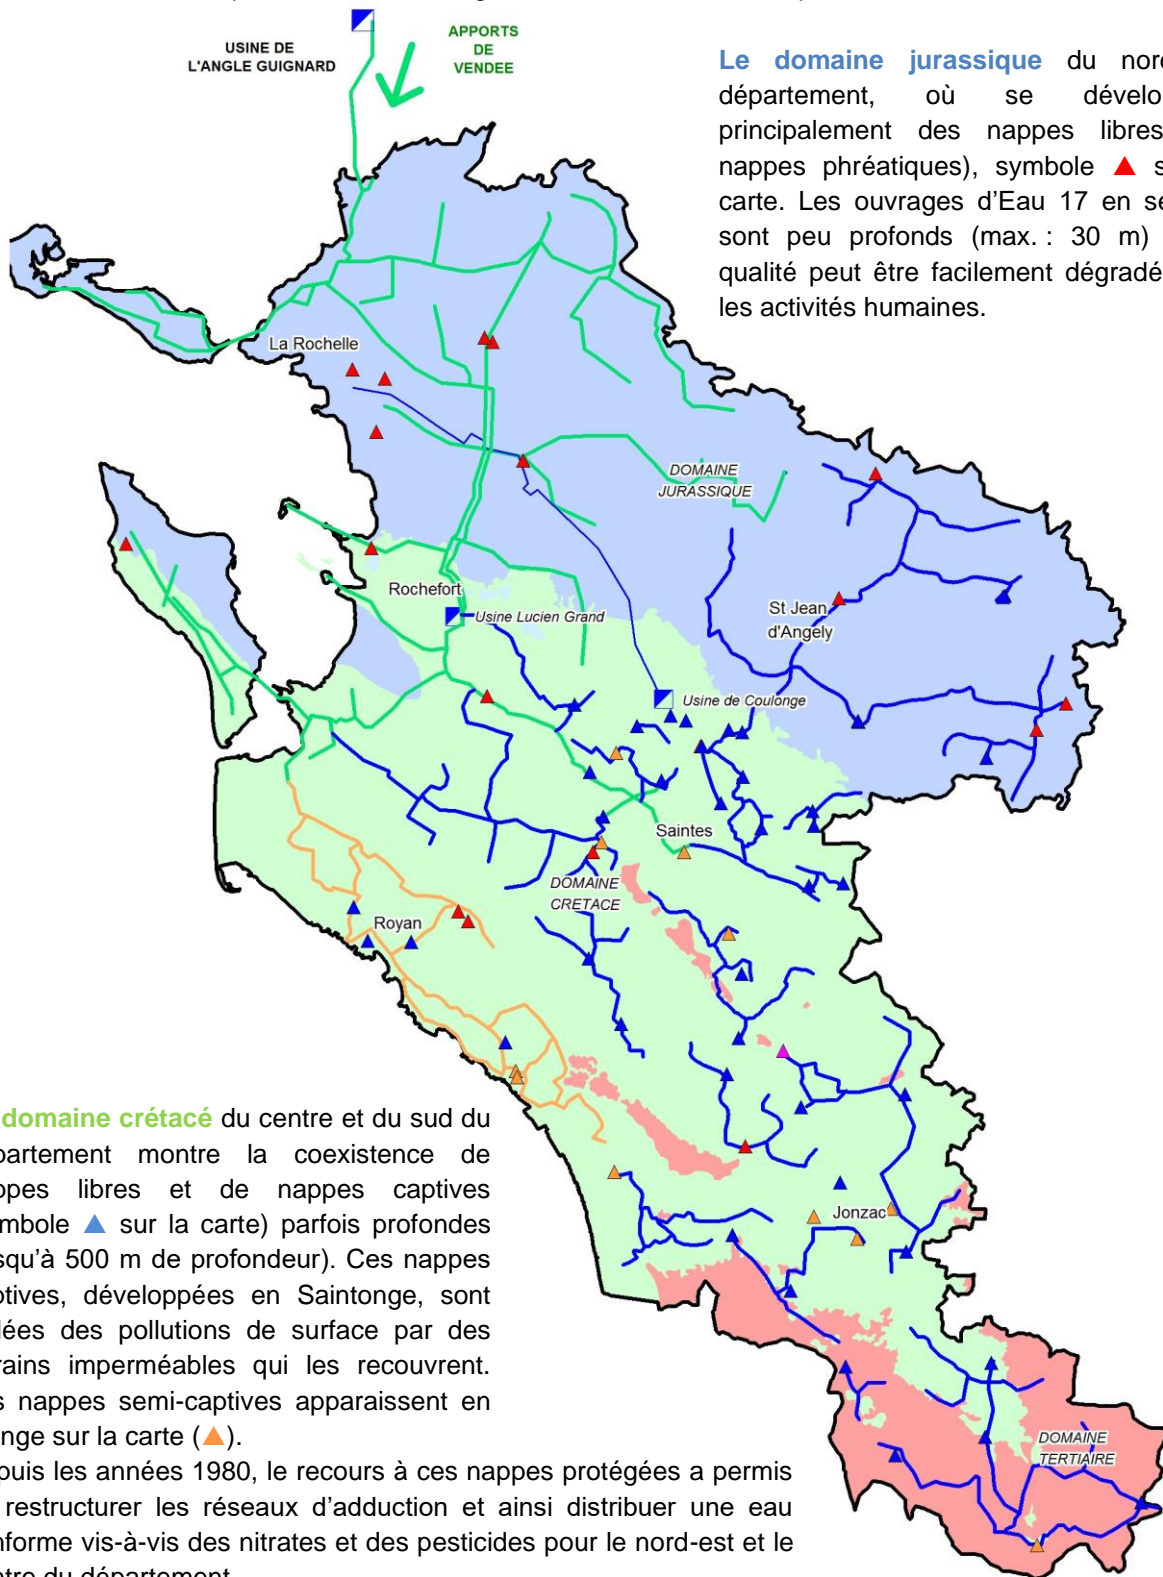 USINE DE
L'ANGLE GUIGNARD
APPORTS
DE
VENDEE
Le domaine jurassique du nord
département, où se dévelo
principalement des nappes libres
nappes phréatiques), symbole ▲ s
carte. Les ouvrages d'Eau 17 en se
sont peu profonds (max. : 30 m)
qualité peut être facilement dégradé
les activités humaines.
La Rochelle
DOMAINE
JURASSIQUE
Rochefort
Usine Lucien Grand
St Jean
d'Angely
Usine de Coulonge
Saintes
DOMAINE
CRETACE
Royan
Jonzac
DOMAINE
TERTIAIRE
domaine crétacé du centre et du sud du
partement montre la coexistence de
ppes libres et de nappes captives
mbole ▲ sur la carte) parfois profondes
squ'à 500 m de profondeur). Ces nappes
ptives, développées en Saintonge, sont
lées des pollutions de surface par des
rains imperméables qui les recouvrent.
s nappes semi-captives apparaissent en
nge sur la carte (▲).
puis les années 1980, le recours à ces nappes protégées a permis
restructurer les réseaux d'adduction et ainsi distribuer une eau
nforme vis-à-vis des nitrates et des pesticides pour le nord-est et le
ntre du département